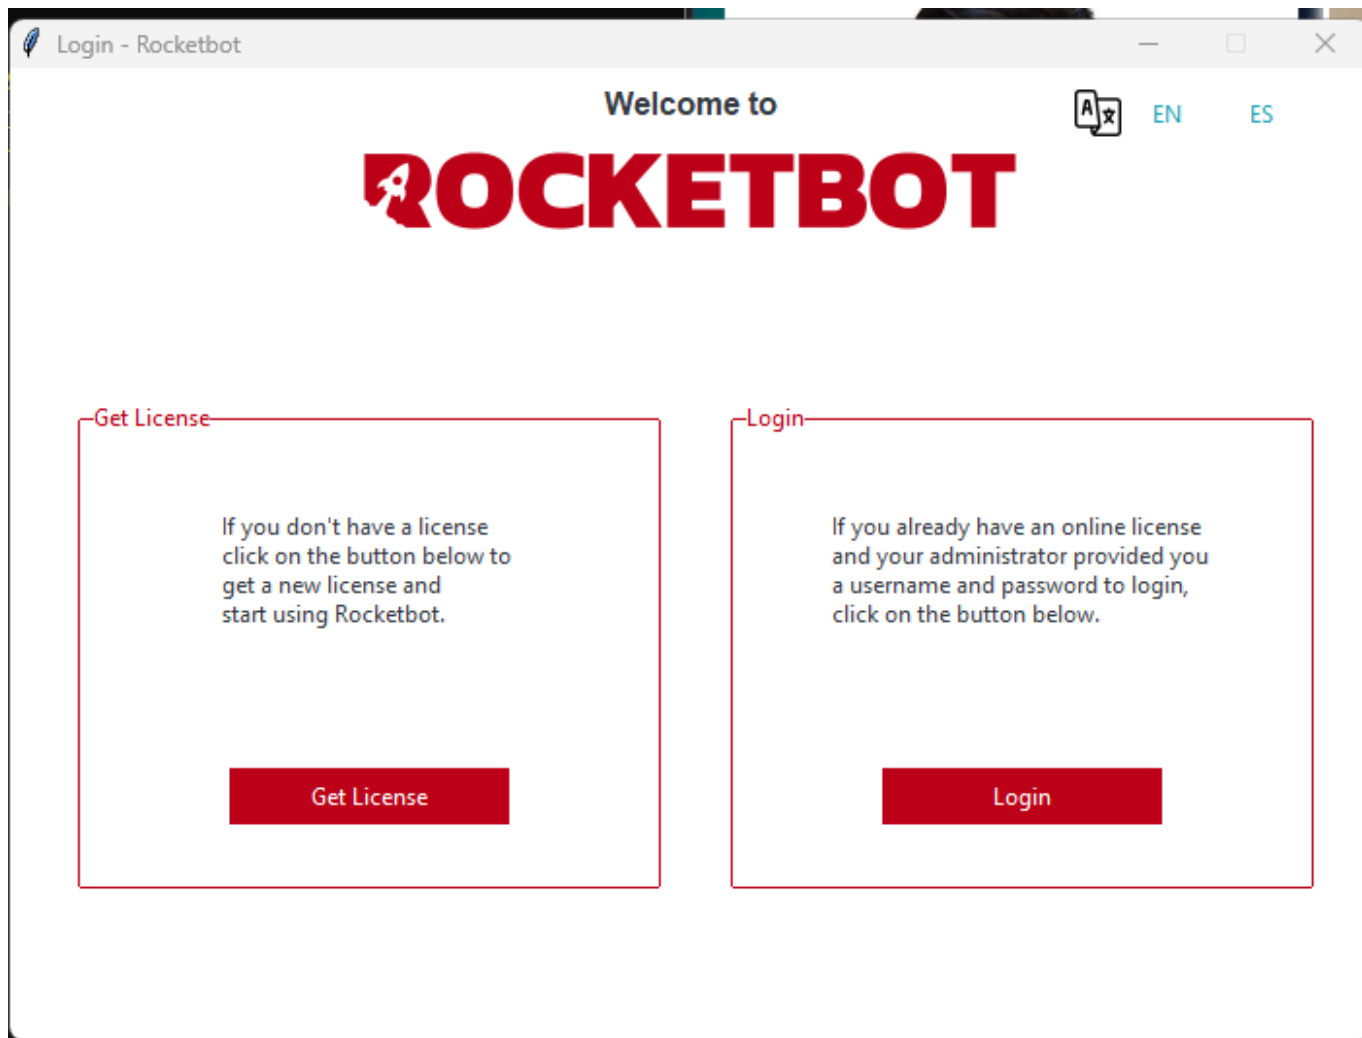 Login - Rocketbot
Welcome to
EN
ES
ROCKETBOT
Get License
If you don't have a license
click on the button below to
get a new license and
start using Rocketbot.
Get License
Login
If you already have an online license
and your administrator provided you
a username and password to login,
click on the button below.
Login